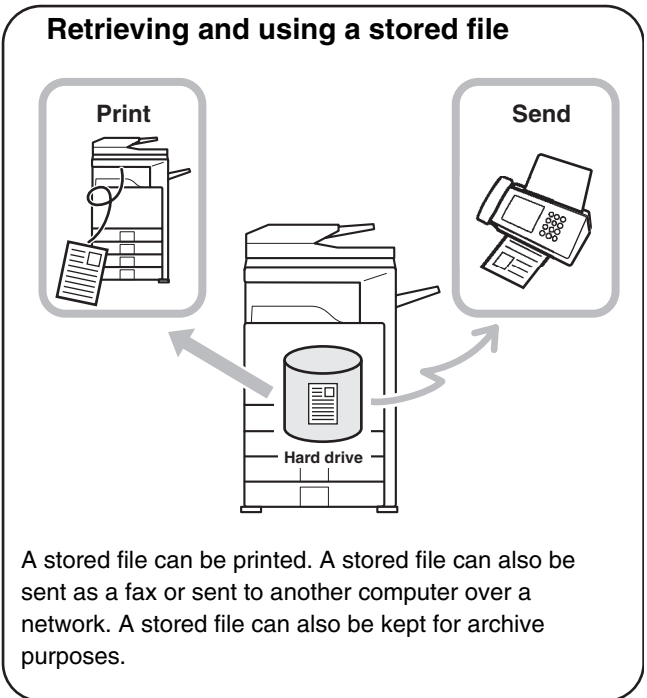 Retrieving and using a stored file
Print
Send
Hard drive
A stored file can be printed. A stored file can also be
sent as a fax or sent to another computer over a
network. A stored file can also be kept for archive
purposes.